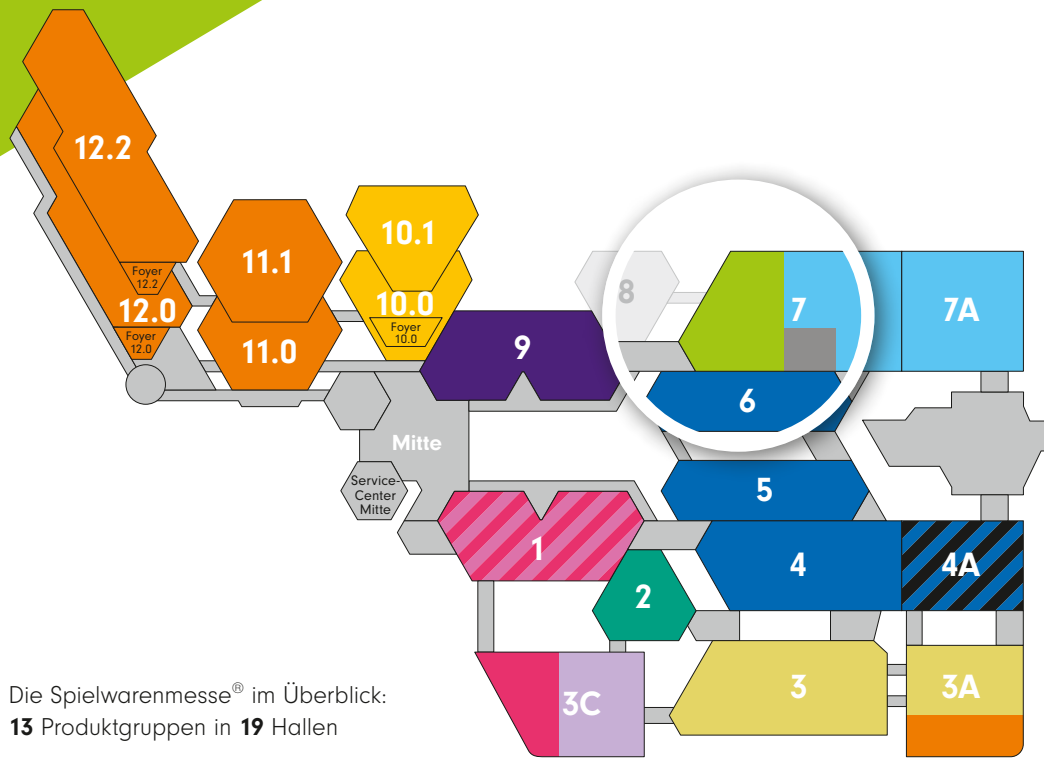 12.2
Foyer
12.2
12.0
Foyer
12.0
11.1
11.0
10.1
10.0
Foyer
10.0
9
8
7
7A
6
Mitte
Service-
Center
Mitte
5
1
2
4
4A
3C
3
3A
Die Spielwarenmesse® im Überblick:
13 Produktgruppen in 19 Hallen